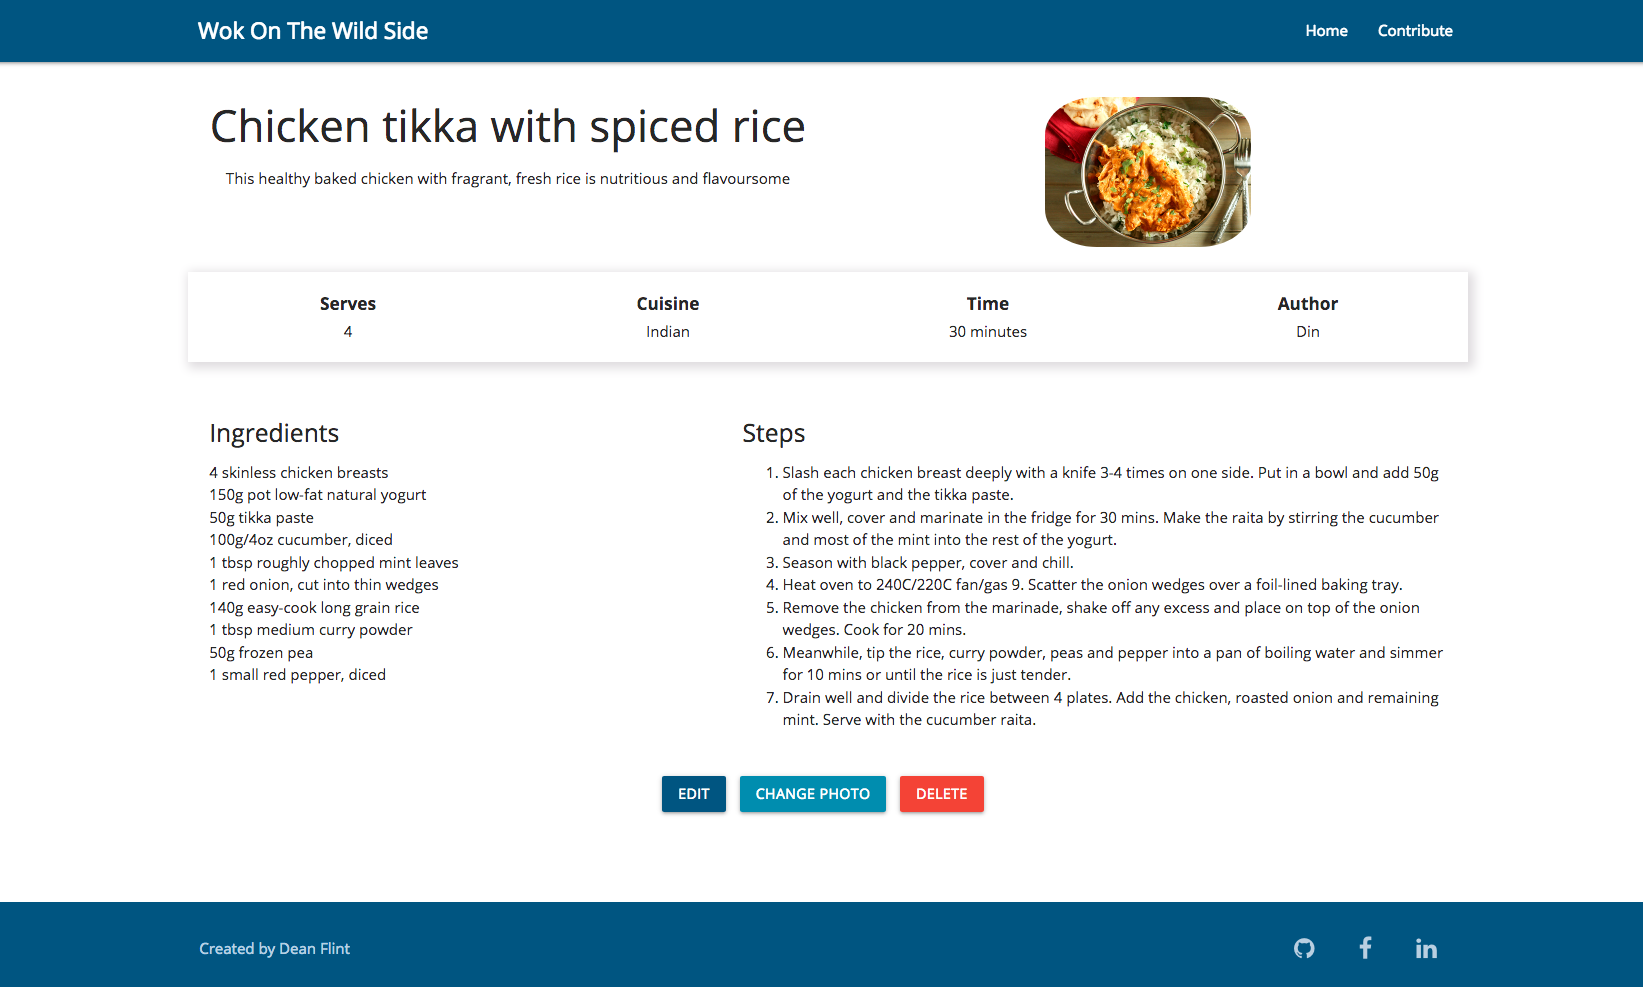 Wok On The Wild Side
Home
Contribute
Chicken tikka with spiced rice
This healthy baked chicken with fragrant, fresh rice is nutritious and flavoursome
Serves
4
Cuisine
Indian
Time
30 minutes
Author
Din
Ingredients
4 skinless chicken breasts
150g pot low-fat natural yogurt
50g tikka paste
100g/4oz cucumber, diced
1 tbsp roughly chopped mint leaves
1 red onion, cut into thin wedges
140g easy-cook long grain rice
1 tbsp medium curry powder
50g frozen pea
1 small red pepper, diced
Steps
1. Slash each chicken breast deeply with a knife 3-4 times on one side. Put in a bowl and add 50g
of the yogurt and the tikka paste.
2. Mix well, cover and marinate in the fridge for 30 mins. Make the raita by stirring the cucumber
and most of the mint into the rest of the yogurt.
3. Season with black pepper, cover and chill.
4. Heat oven to 240C/220C fan/gas 9. Scatter the onion wedges over a foil-lined baking tray.
5. Remove the chicken from the marinade, shake off any excess and place on top of the onion
wedges. Cook for 20 mins.
6. Meanwhile, tip the rice, curry powder, peas and pepper into a pan of boiling water and simmer
for 10 mins or until the rice is just tender.
7. Drain well and divide the rice between 4 plates. Add the chicken, roasted onion and remaining
mint. Serve with the cucumber raita.
EDIT
CHANGE PHOTO
DELETE
Created by Dean Flint